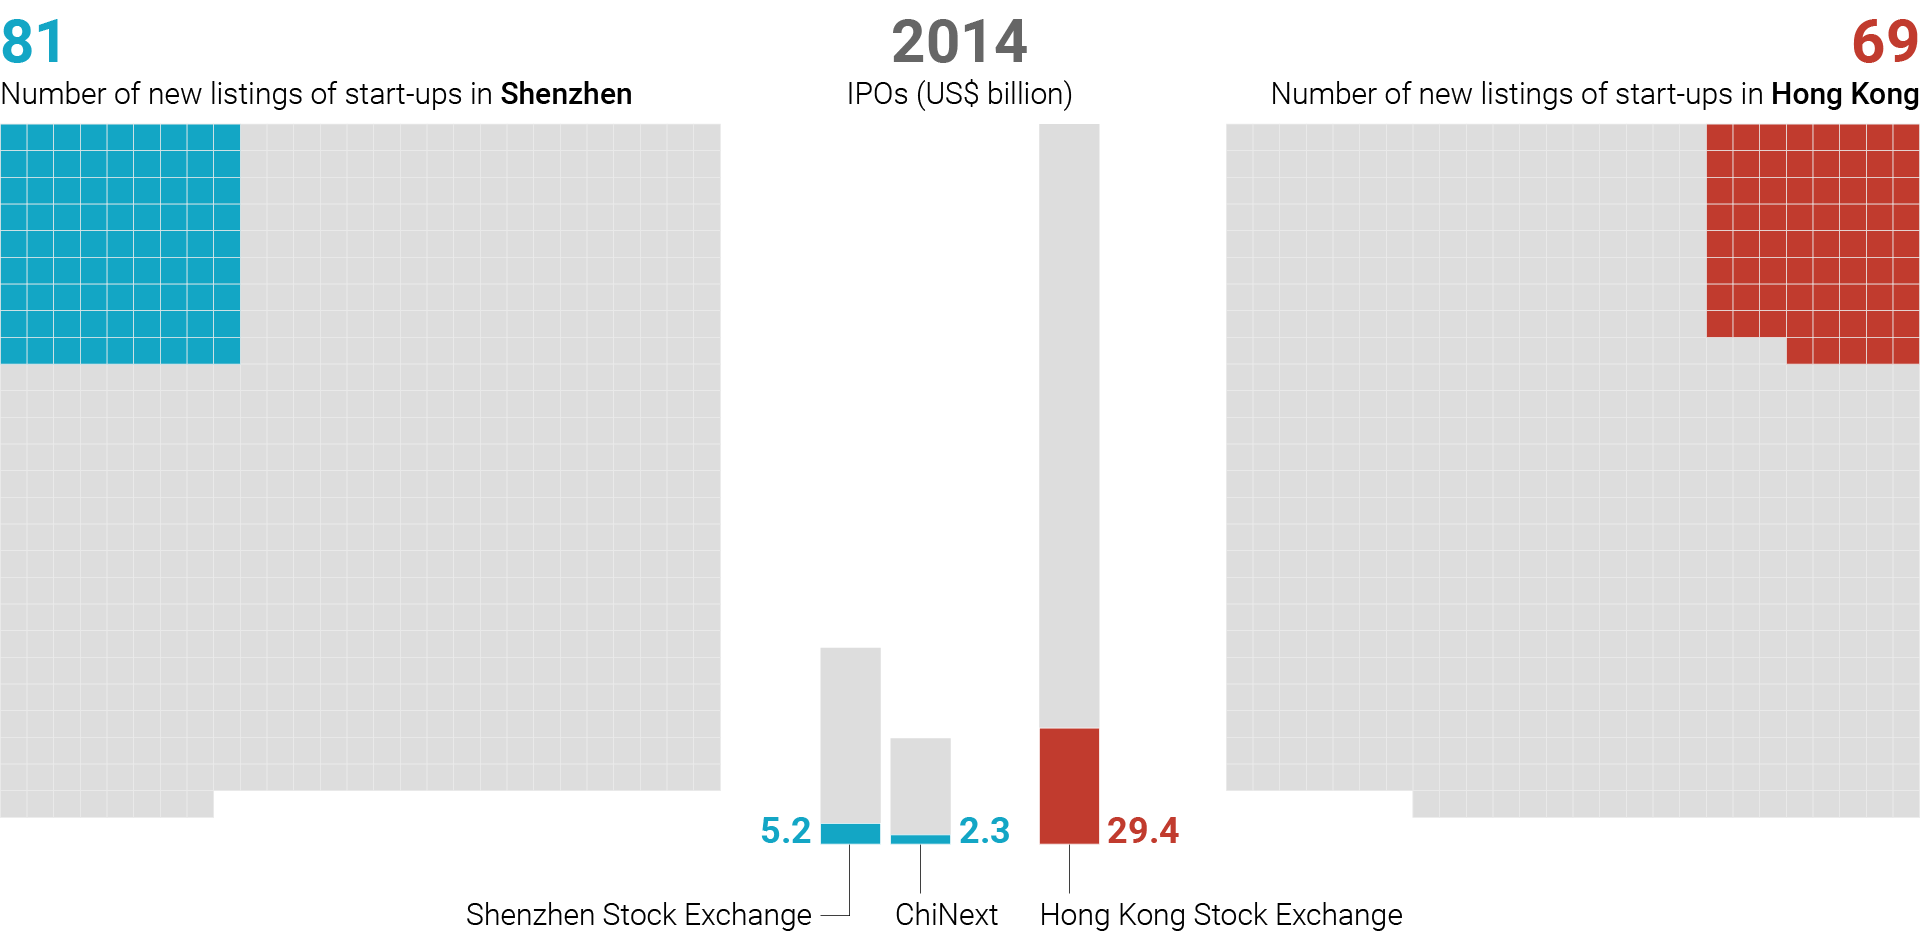 81
Number of new listings of start-ups in Shenzhen
2014
IPOs (US$ billion)
69
Number of new listings of start-ups in Hong Kong
5.2
2.3
29.4
Shenzhen Stock Exchange
ChiNext
Hong Kong Stock Exchange